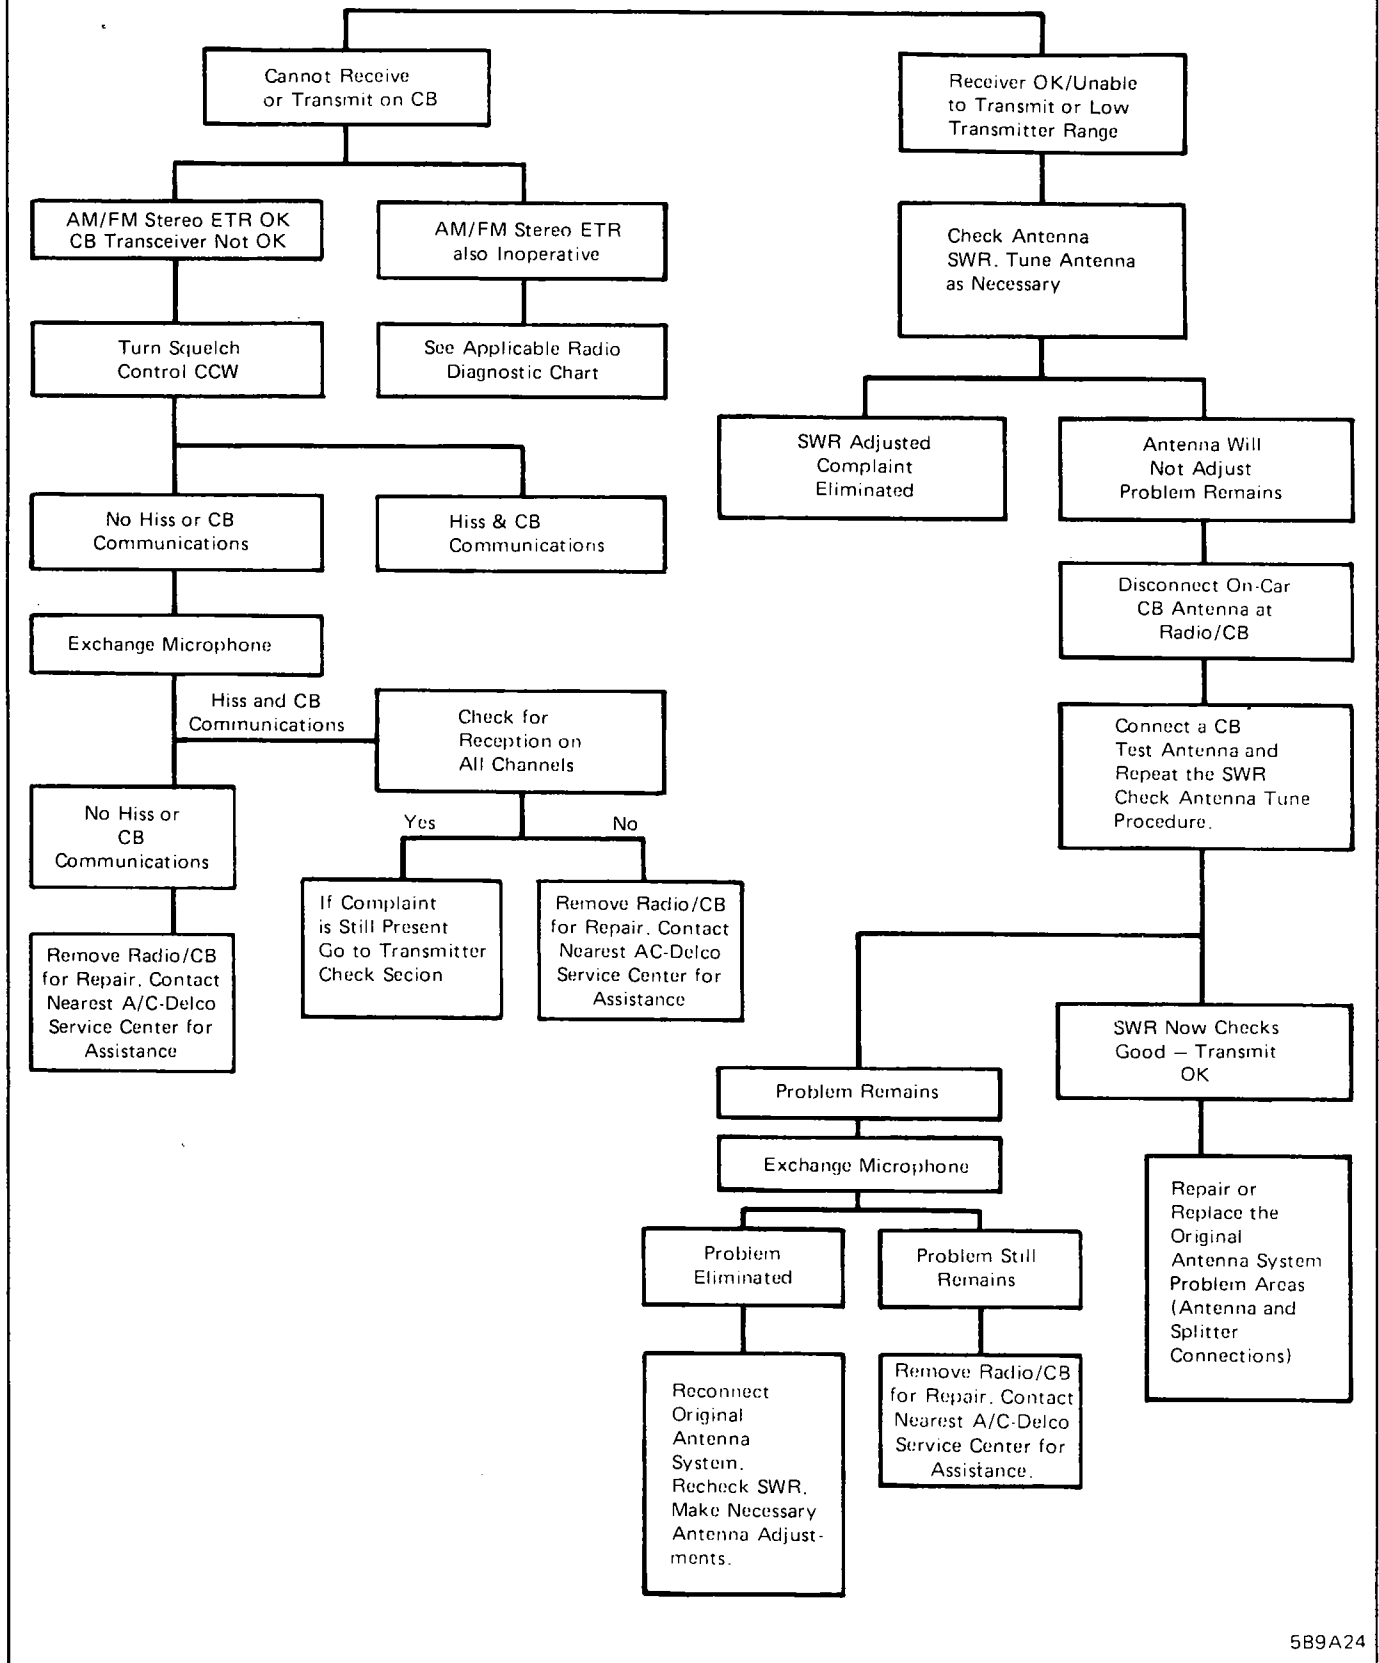 Cannot Receive
or Transmit on CB
Receiver OK/Unable
to Transmit or Low
Transmitter Range
AM/FM Stereo ETR OK
CB Transceiver Not OK
AM/FM Stereo ETR
also Inoperative
Check Antenna
SWR. Tune Antenna
as Necessary
Turn Squelch
Control CCW
See Applicable Radio
Diagnostic Chart
SWR Adjusted
Complaint
Eliminated
Antenna Will
Not Adjust
Problem Remains
No Hiss or CB
Communications
Hiss & CB
Communications
Disconnect On-Car
CB Antenna at
Radio/CB
Exchange Microphone
Hiss and CB
Communications
Check for
Reception on
All Channels
Connect a CB
Test Antenna and
Repeat the SWR
Check Antenna Tune
Procedure.
No Hiss or
CB
Communications
Yes
No
If Complaint
is Still Present
Go to Transmitter
Check Secion
Remove Radio/CB
for Repair. Contact
Nearest AC-Delco
Service Center for
Assistance
Remove Radio/CB
for Repair. Contact
Nearest A/C-Delco
Service Center for
Assistance
SWR Now Checks
Good — Transmit
OK
Problem Remains
Exchange Microphone
Repair or
Replace the
Original
Antenna System
Problem Areas
(Antenna and
Splitter
Connections)
Problem
Eliminated
Problem Still
Remains
Reconnect
Original
Antenna
System.
Recheck SWR.
Make Necessary
Antenna Adjust-
ments.
Remove Radio/CB
for Repair. Contact
Nearest A/C-Delco
Service Center for
Assistance.
5B9A24